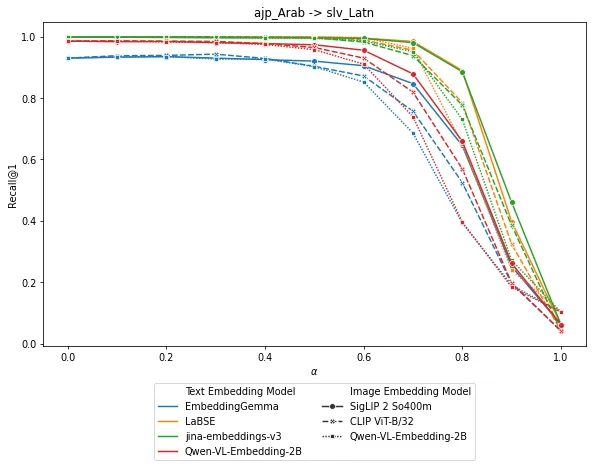 ajp_Arab -> slv_Latn
1.0
0.8
0.6
0.4
0.2
0.0
Recall@1
0.0 0.2 0.4 0.6 0.8 1.0
α
Text Embedding Model Image Embedding Model
EmbeddingGemma SigLIP 2 So400m
LaBSE CLIP ViT-B/32
jina-embeddings-v3 Qwen-VL-Embedding-2B
Qwen-VL-Embedding-2B